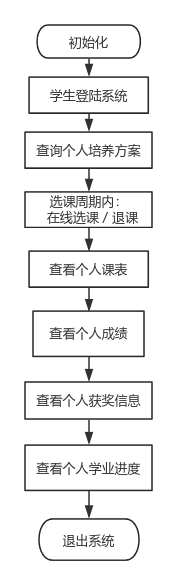 初始化
学生登陆系统
查询个人培养方案
选课周期内：
在线选课 / 退课
查看个人课表
查看个人成绩
查看个人获奖信息
查看个人学业进度
退出系统